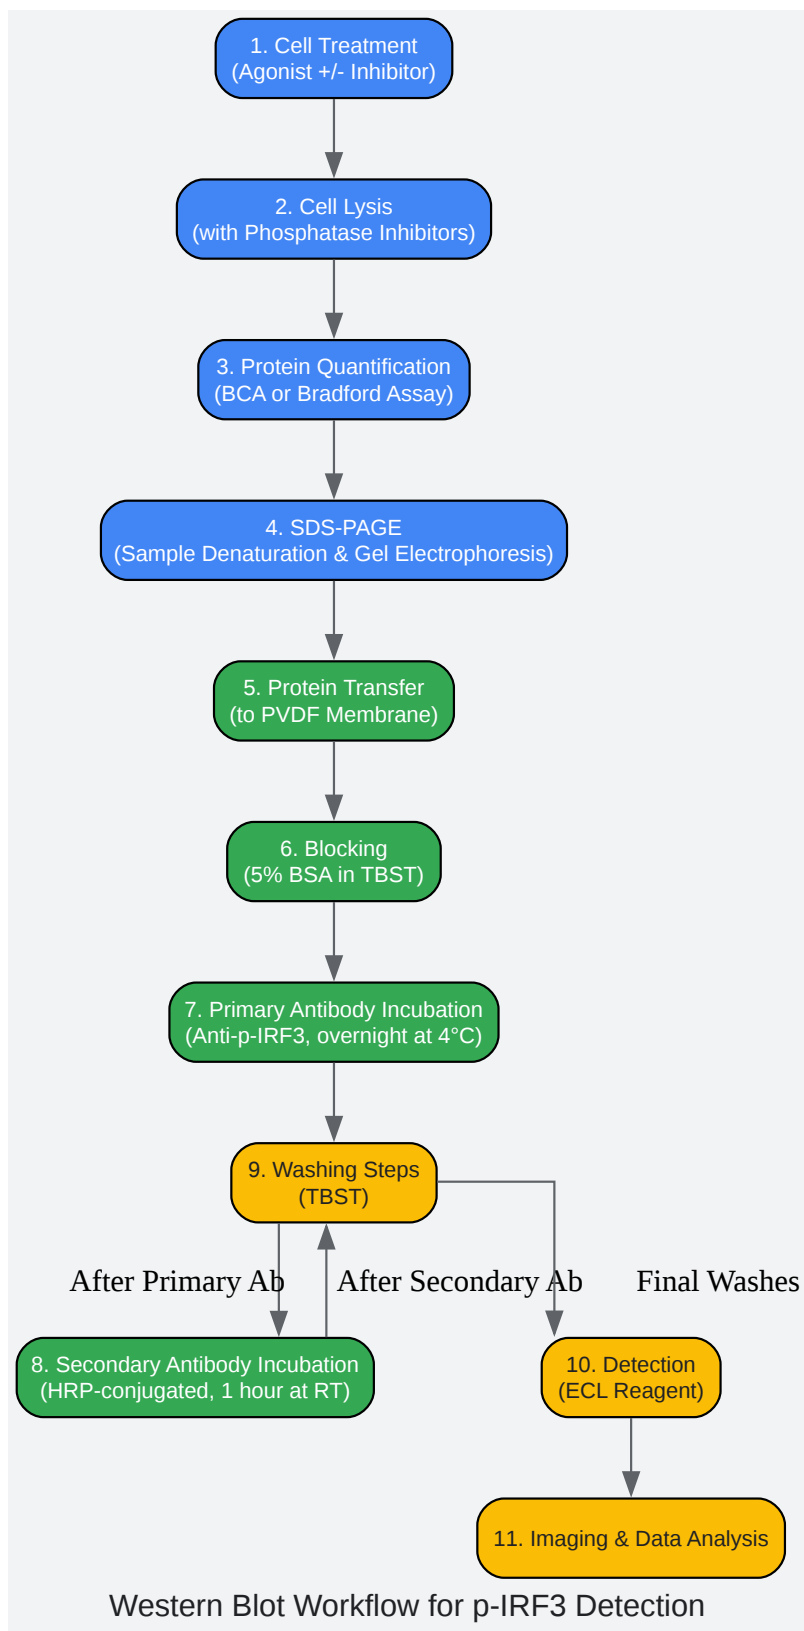 1. Cell Treatment
(Agonist +/- Inhibitor)
2. Cell Lysis
(with Phosphatase Inhibitors)
3. Protein Quantification
(BCA or Bradford Assay)
4. SDS-PAGE
(Sample Denaturation & Gel Electrophoresis)
5. Protein Transfer
(to PVDF Membrane)
6. Blocking
(5% BSA in TBST)
7. Primary Antibody Incubation
(Anti-p-IRF3, overnight at 4°C)
9. Washing Steps
(TBST)
After Primary Ab
After Secondary Ab
Final Washes
8. Secondary Antibody Incubation
(HRP-conjugated, 1 hour at RT)
10. Detection
(ECL Reagent)
11. Imaging & Data Analysis
Western Blot Workflow for p-IRF3 Detection